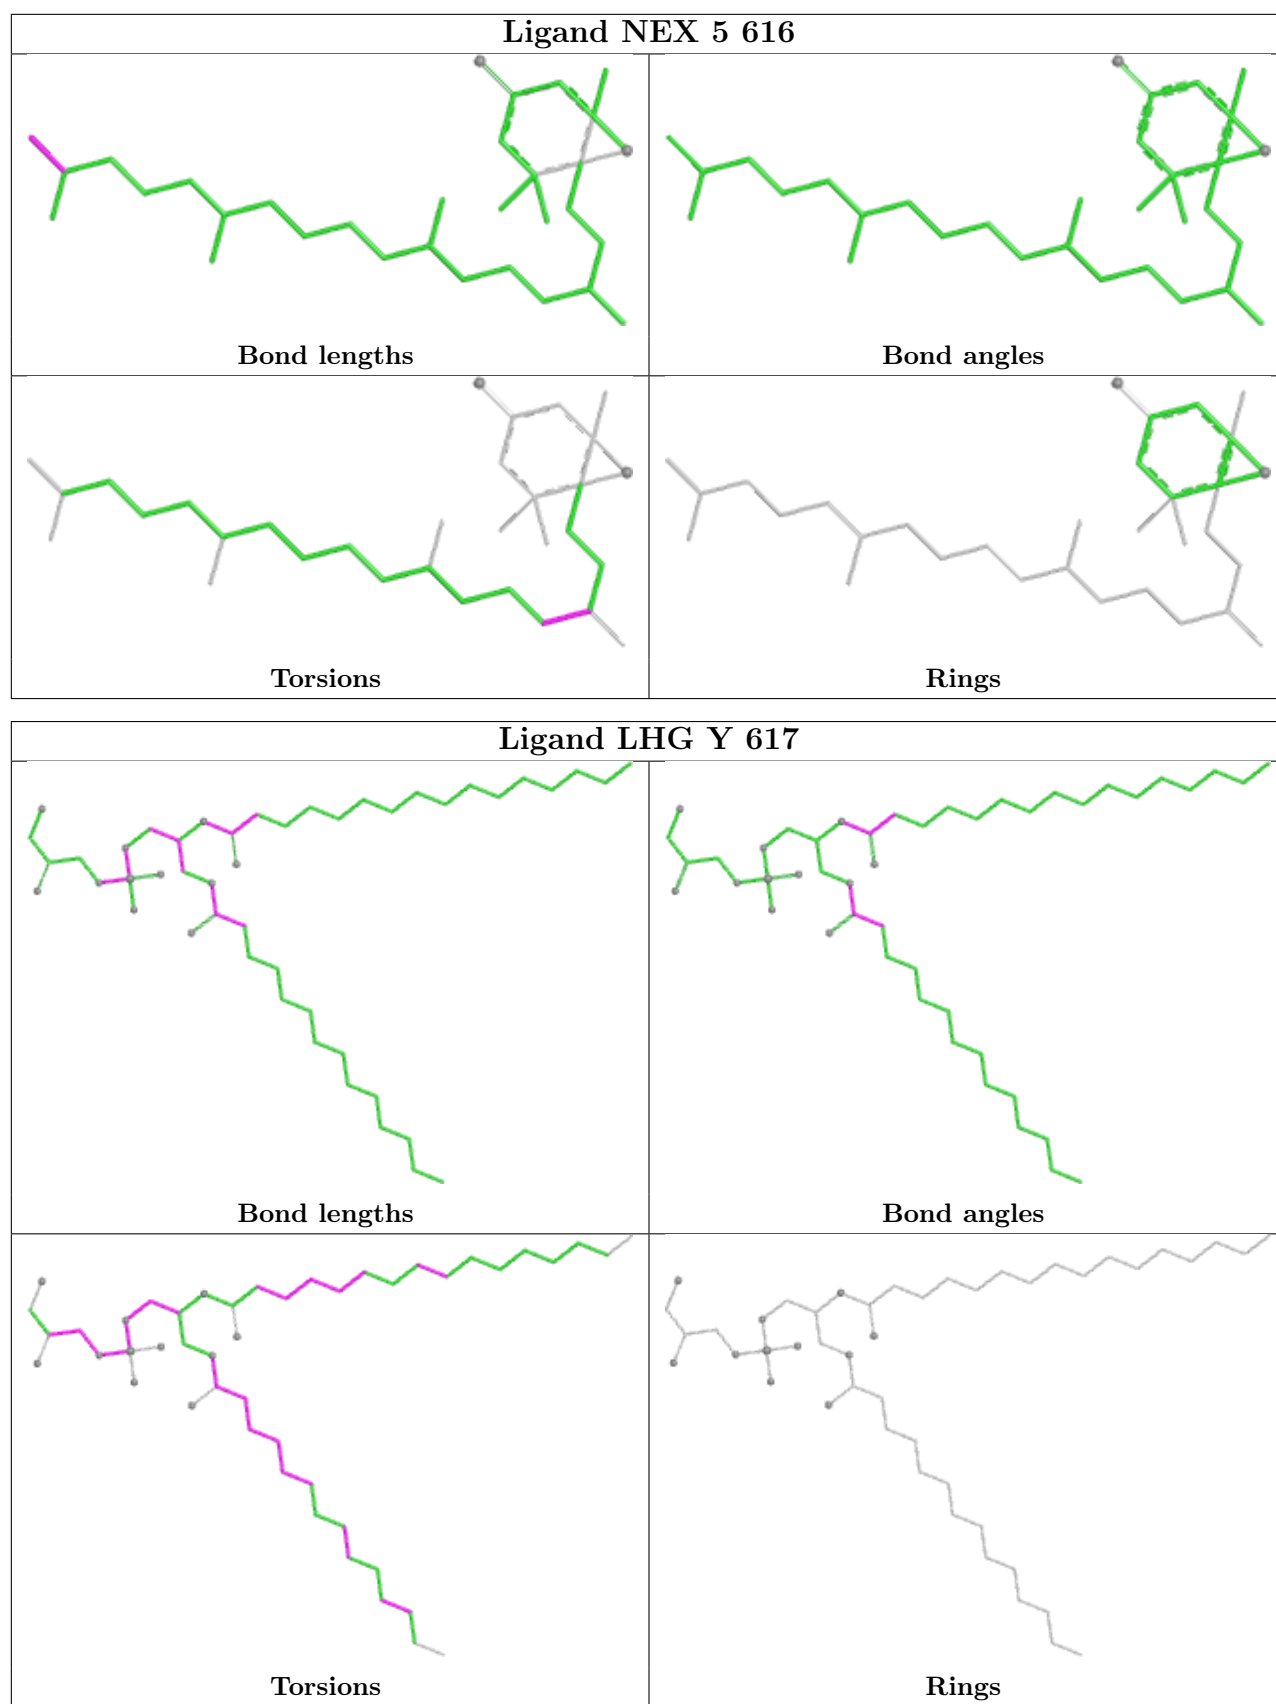 Ligand NEX 5 616
Bond lengths
Bond angles
Torsions
Rings
Ligand LHG Y 617
Bond lengths
Bond angles
Torsions
Rings